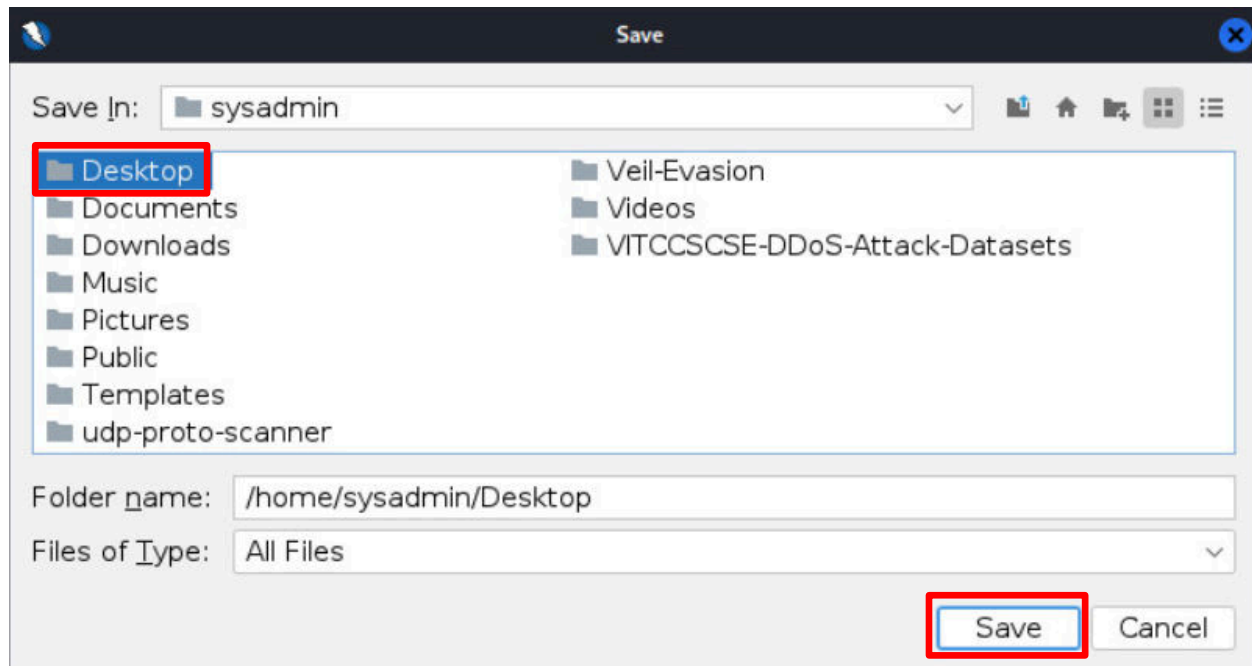 Save
Save In: sysadmin
Desktop
Documents
Downloads
Music
Pictures
Public
Templates
udp-proto-scanner
Veil-Evasion
Videos
VITCCSCSE-DDoS-Attack-Datasets
Folder name: /home/sysadmin/Desktop
Files of Type: All Files
Save Cancel